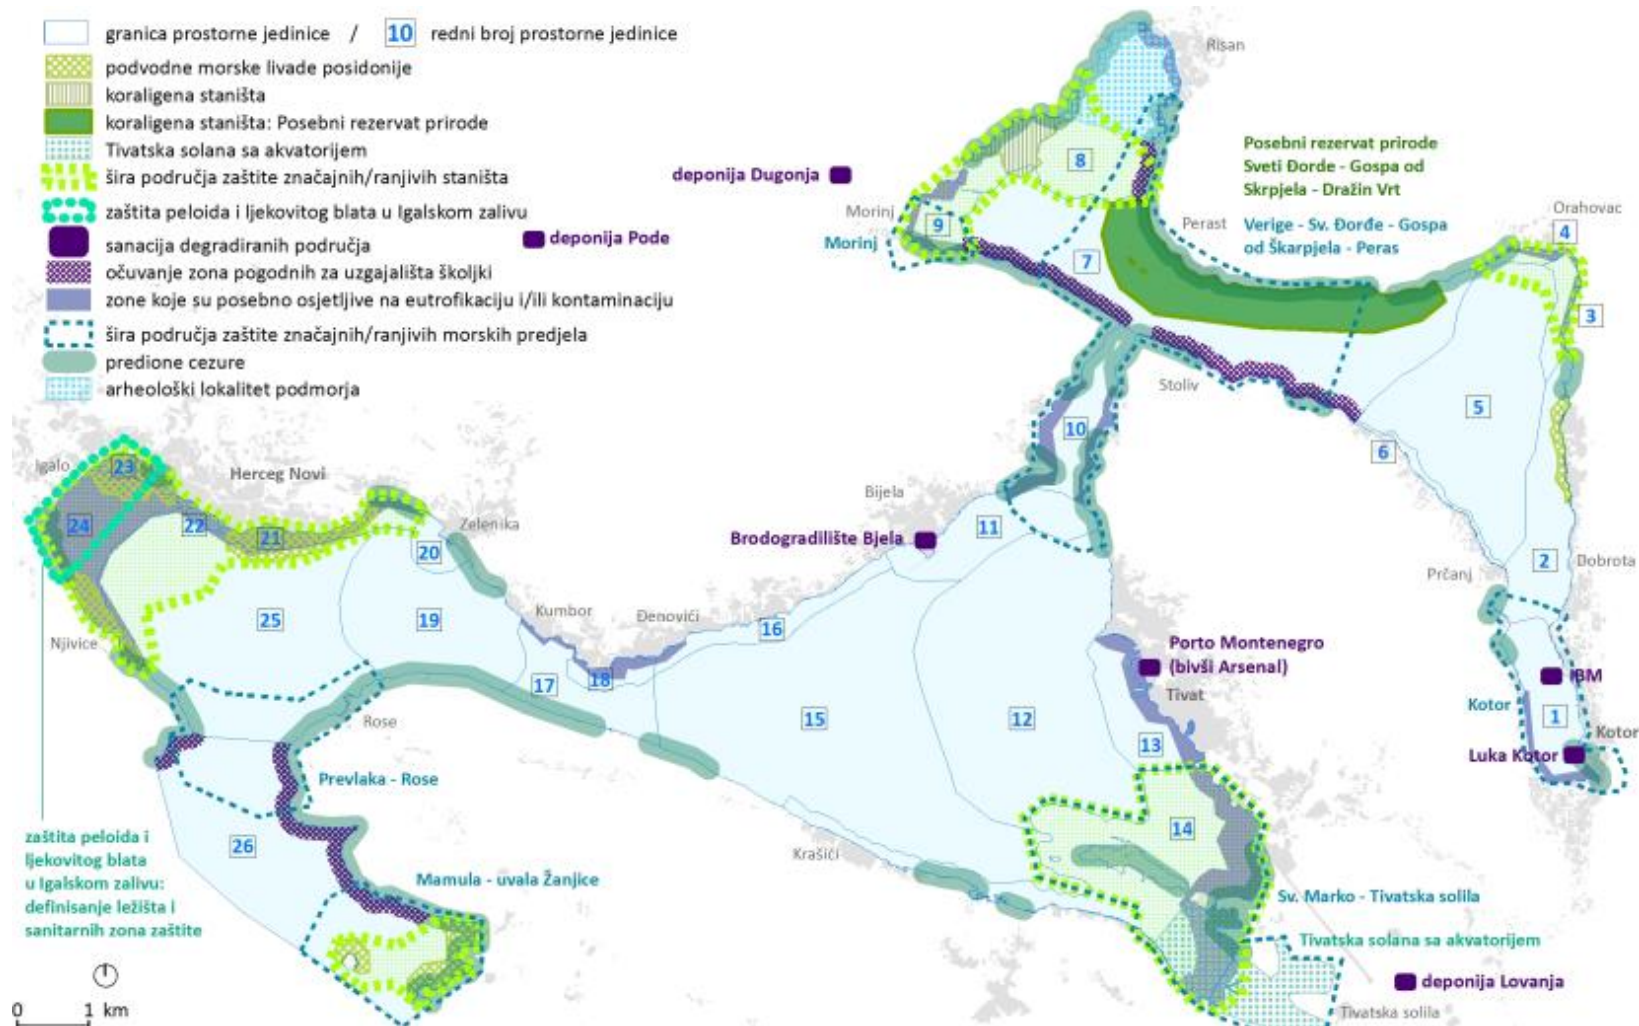 granica prostorne jedinice / 10 redni broj prostorne jedinice
podvodne morske livade posidonije
koraligena staništa
koraligena staništa: Posebni rezervat prirode
Tivatska solana sa akvatorijem
šira područja zaštite značajnih/ranjivih staništa
zaštita peloida i ljekovitog blata u Igalskom zalivu
sanacija degradiranih područja
očuvanje zona pogodnih za uzgajališta školjki
zone koje su posebno osjetljive na eutrofikaciju i/ili kontaminaciju
šira područja zaštite značajnih/ranjivih morskih predjela
predione cezure
arheološki lokalitet podmorja
deponija Pode
deponija Dugonja
Risan
Posebni rezervat prirode
Sveti Đorđe - Gospa od
Skrpjela - Dražin Vrt
Verige - Sv. Đorđe - Gospa
od Škarpjela - Peras
Orahovac
Morinj
Morinj
Perast
8
9
7
4
3
5
6
Stoliv
10
Bijela
11
Brodogradilište Bjela
Igalo
23
Herceg Novi
24
22
21
Zelenika
20
2
Dobrota
Prčanj
Njivice
25
19
Kumbor
Đenovići
16
17
18
15
12
13
Porto Montenegro
(bivši Arsenal)
Tivat
IBM
Kotor
1
Kotor
Luka Kotor
Rose
Prevlaka - Rose
26
Mamula - uvala Žanjice
Krašići
14
Sv. Marko - Tivatska solila
Tivatska solana sa akvatorijem
deponija Lovanja
Tivatska solila
zaštita peloida i
ljekovitog blata
u Igalskom zalivu:
definisanje ležišta i
sanitarnih zona zaštite
0 1 km